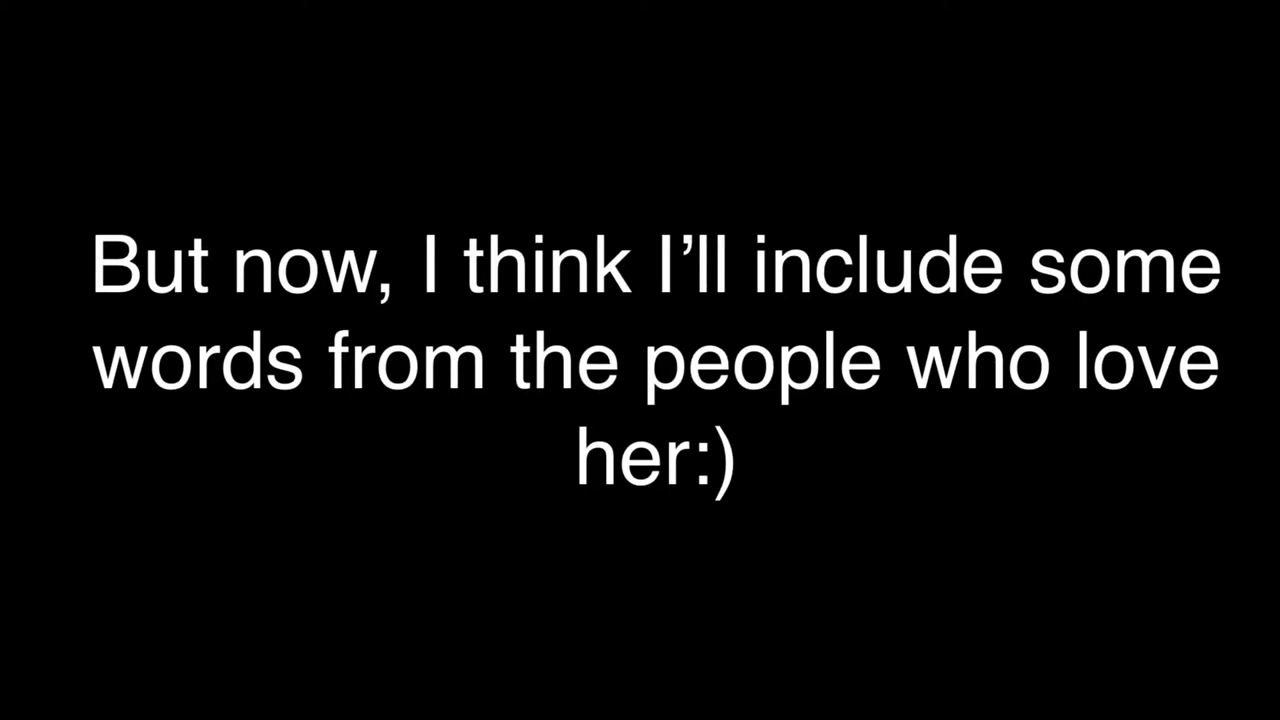 But now, I think I’ll include some
words from the people who love
her:)